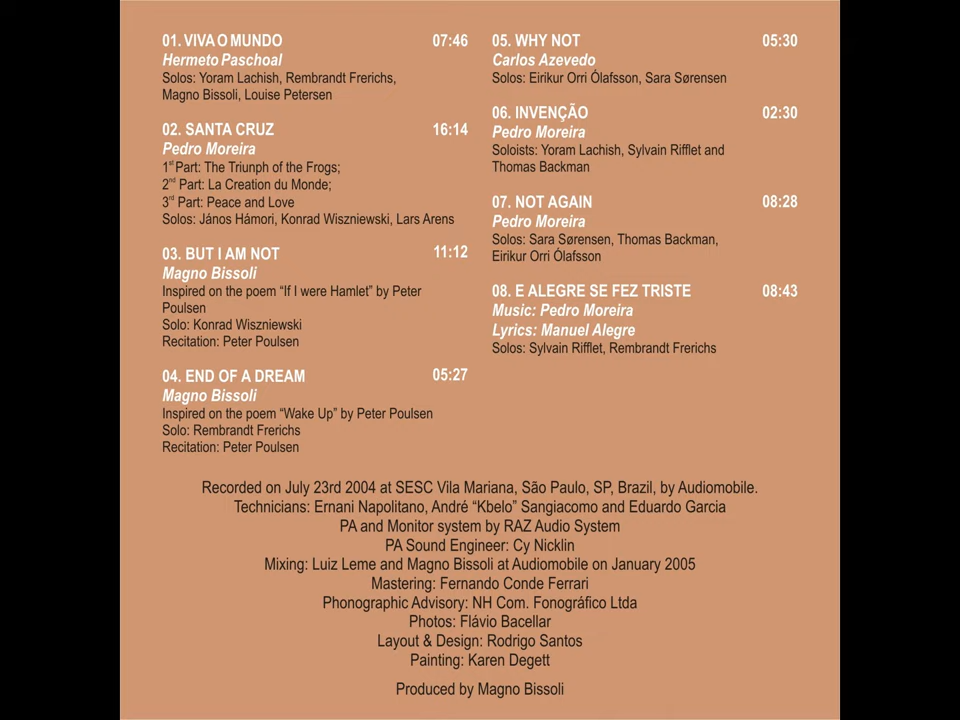 01. VIVA O MUNDO 07:46
Hermeto Paschoal
Solos: Yoram Lachish, Rembrandt Frerichs,
Magno Bissoli, Louise Petersen
02. SANTA CRUZ 16:14
Pedro Moreira
1st Part: The Triunph of the Frogs;
2nd Part: La Creation du Monde;
3rd Part: Peace and Love
Solos: János Hámori, Konrad Wiszniewski, Lars Arens
03. BUT I AM NOT 11:12
Magno Bissoli
Inspired on the poem “If I were Hamlet” by Peter
Poulsen
Solo: Konrad Wiszniewski
Recitation: Peter Poulsen
04. END OF A DREAM 05:27
Magno Bissoli
Inspired on the poem “Wake Up” by Peter Poulsen
Solo: Rembrandt Frerichs
Recitation: Peter Poulsen
05. WHY NOT 05:30
Carlos Azevedo
Solos: Eiríkur Orri Ólafsson, Sara Sørensen
06. INVENÇÃO 02:30
Pedro Moreira
Soloists: Yoram Lachish, Sylvain Rifflet and
Thomas Backman
07. NOT AGAIN 08:28
Pedro Moreira
Solos: Sara Sørensen, Thomas Backman,
Eirikur Orri Ólafsson
08. E ALEGRE SE FEZ TRISTE 08:43
Music: Pedro Moreira
Lyrics: Manuel Alegre
Solos: Sylvain Rifflet, Rembrandt Frerichs
Recorded on July 23rd 2004 at SESC Vila Mariana, São Paulo, SP, Brazil, by Audiomobile.
Technicians: Ernani Napolitano, André “Kbelo” Sangiacomo and Eduardo Garcia
PA and Monitor system by RAZ Audio System
PA Sound Engineer: Cy Nicklin
Mixing: Luiz Leme and Magno Bissoli at Audiomobile on January 2005
Mastering: Fernando Conde Ferrari
Phonographic Advisory: NH Com. Fonográfico Ltda
Photos: Flávio Bacellar
Layout & Design: Rodrigo Santos
Painting: Karen Degett
Produced by Magno Bissoli